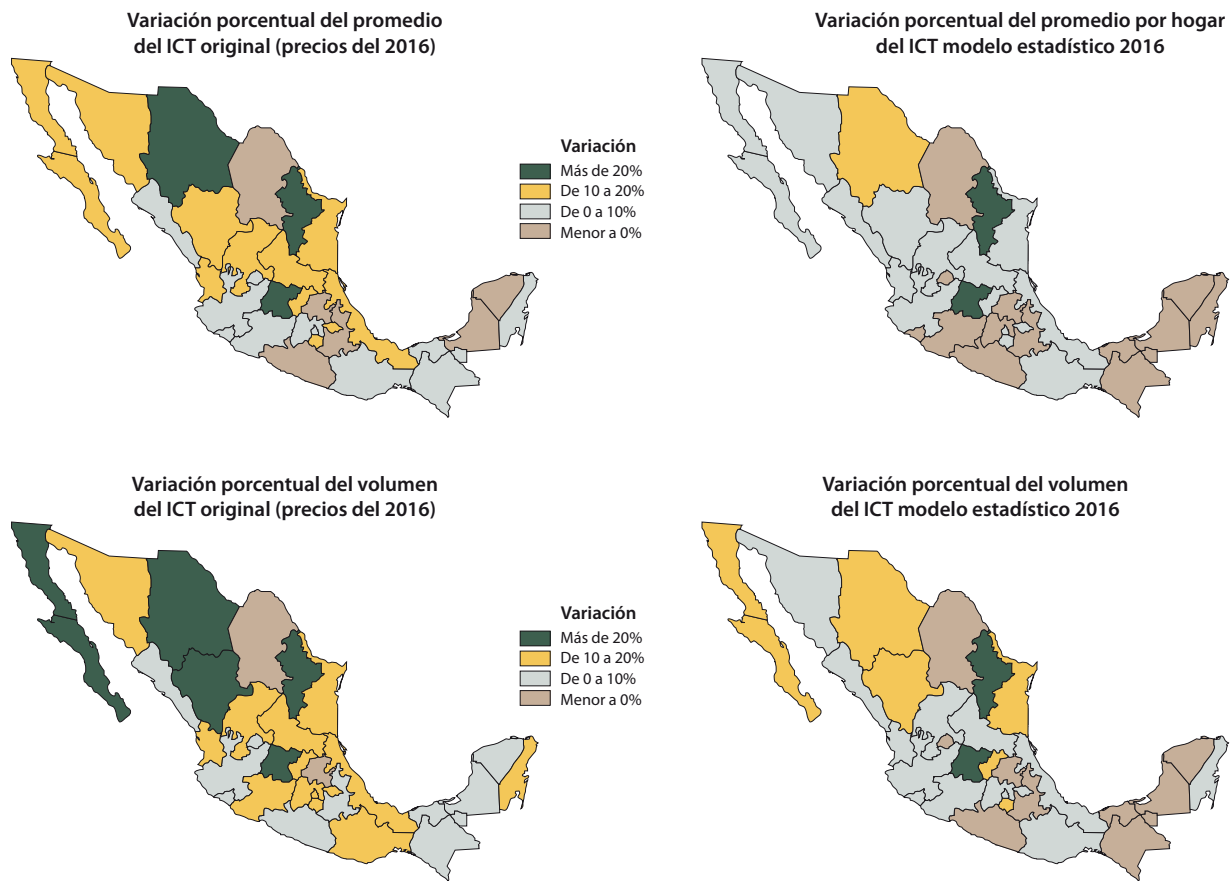 Variación porcentual del promedio
del ICT original (precios del 2016)
Variación porcentual del promedio por hogar
del ICT modelo estadístico 2016
Variación
Más de 20%
De 10 a 20%
De 0 a 10%
Menor a 0%
Variación porcentual del volumen
del ICT original (precios del 2016)
Variación porcentual del volumen
del ICT modelo estadístico 2016
Variación
Más de 20%
De 10 a 20%
De 0 a 10%
Menor a 0%